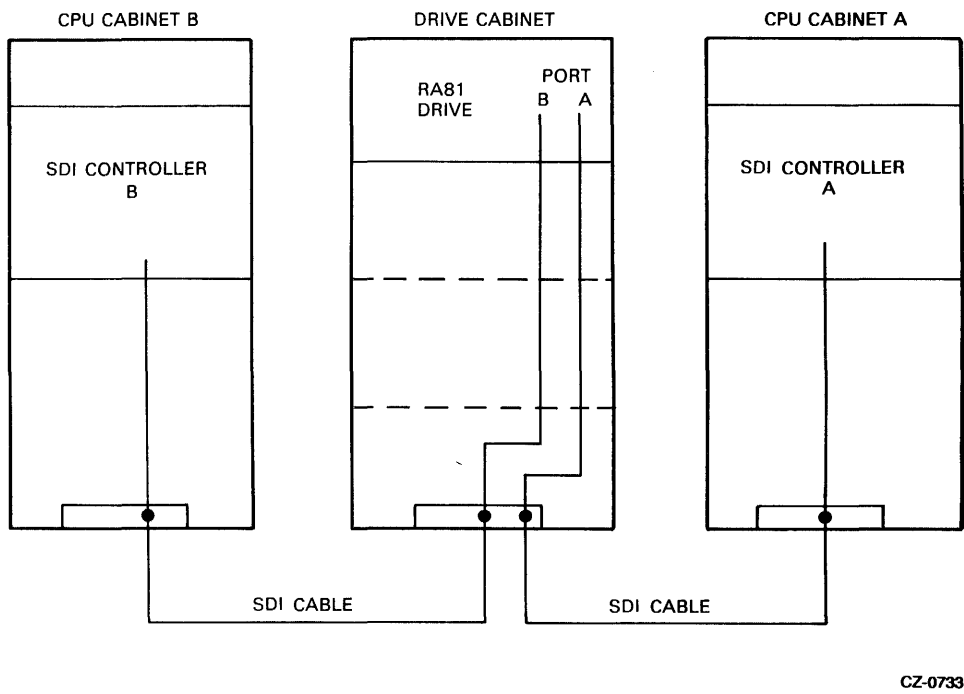 CPU CABINET B
DRIVE CABINET
CPU CABINET A
SDI CONTROLLER
B
RA81
DRIVE
PORT
B A
SDI CONTROLLER
A
SDI CABLE
SDI CABLE
CZ-0733